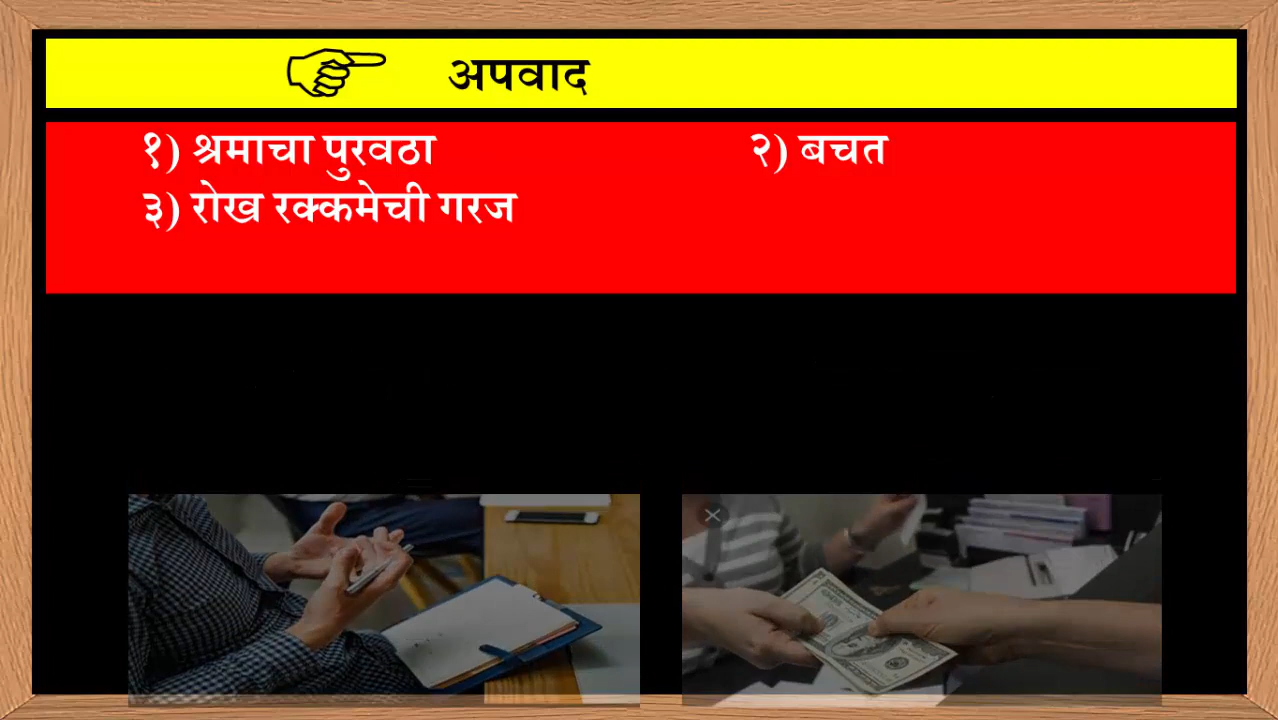 अपवाद
१) श्रमाचा पुरवठा २) बचत
३) रोख रक्कमेची गरज